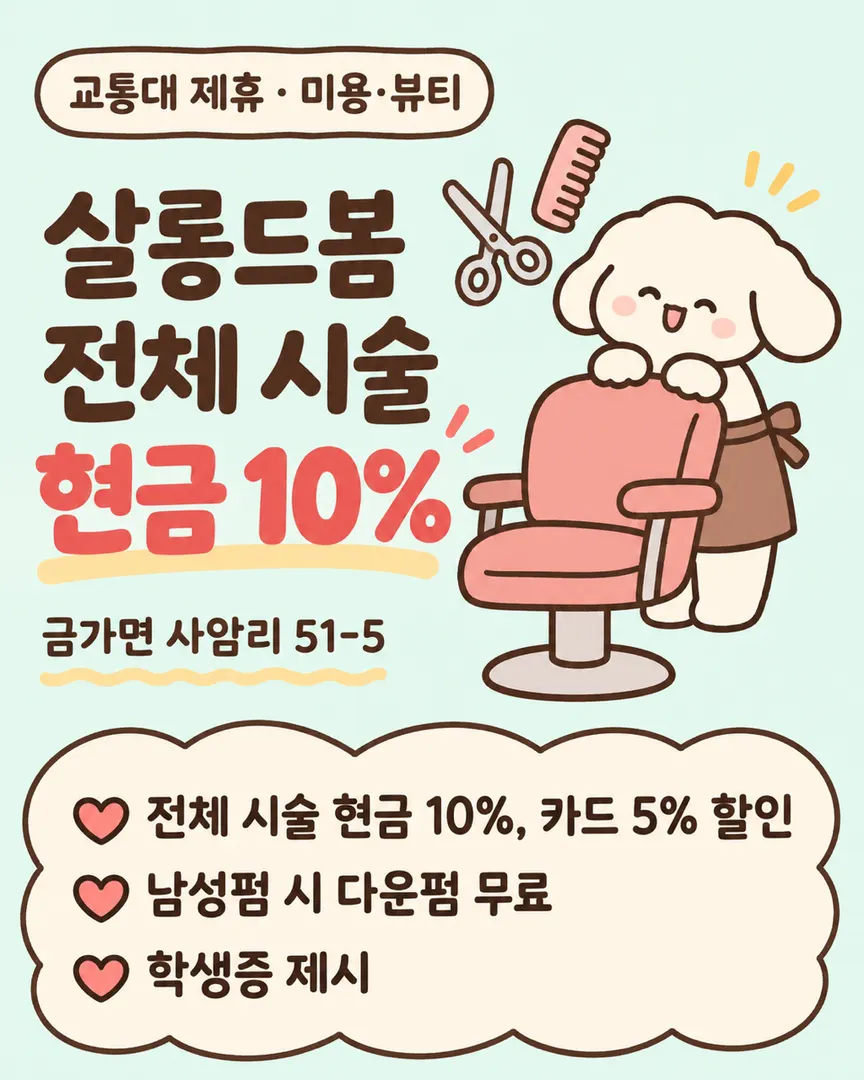 교통대 제휴 · 미용·뷰티
살롱드봄
전체 시술
현금 10%
금가면 사암리 51-5
전체 시술 현금 10%, 카드 5% 할인
남성펌 시 다운펌 무료
학생증 제시